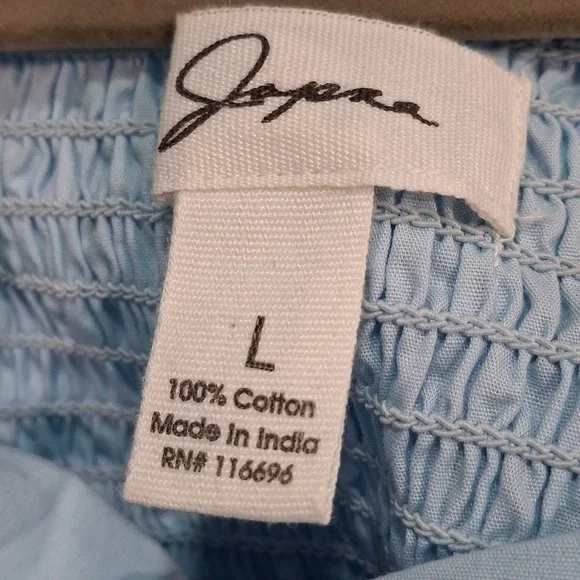 Japna
L
100% Cotton
Made in India
RN# 116696